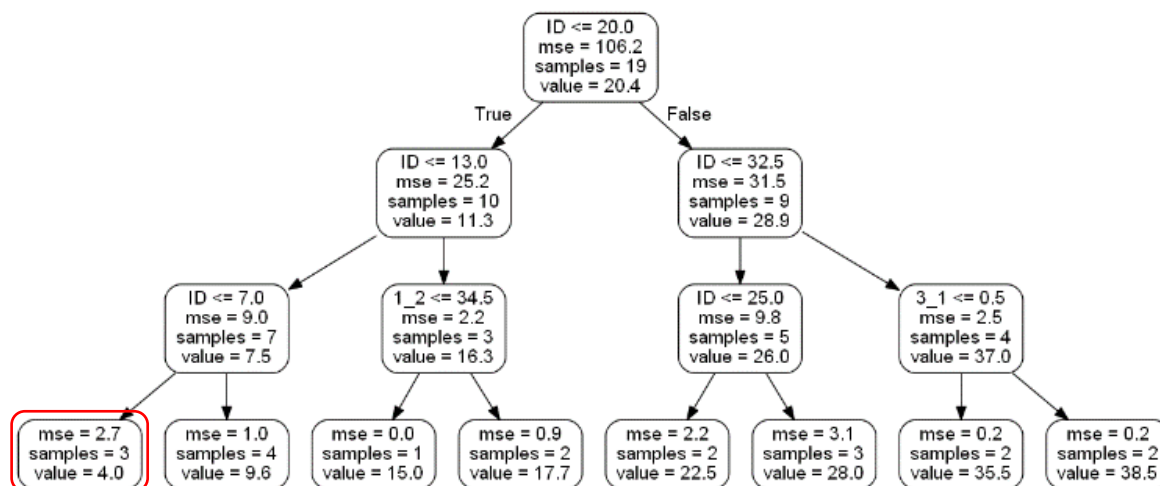 ID <= 20.0
mse = 106.2
samples = 19
value = 20.4
True
False
ID <= 13.0
mse = 25.2
samples = 10
value = 11.3
ID <= 32.5
mse = 31.5
samples = 9
value = 28.9
ID <= 7.0
mse = 9.0
samples = 7
value = 7.5
1_2 <= 34.5
mse = 2.2
samples = 3
value = 16.3
ID <= 25.0
mse = 9.8
samples = 5
value = 26.0
3_1 <= 0.5
mse = 2.5
samples = 4
value = 37.0
mse = 2.7
samples = 3
value = 4.0
mse = 1.0
samples = 4
value = 9.6
mse = 0.0
samples = 1
value = 15.0
mse = 0.9
samples = 2
value = 17.7
mse = 2.2
samples = 2
value = 22.5
mse = 3.1
samples = 3
value = 28.0
mse = 0.2
samples = 2
value = 35.5
mse = 0.2
samples = 2
value = 38.5